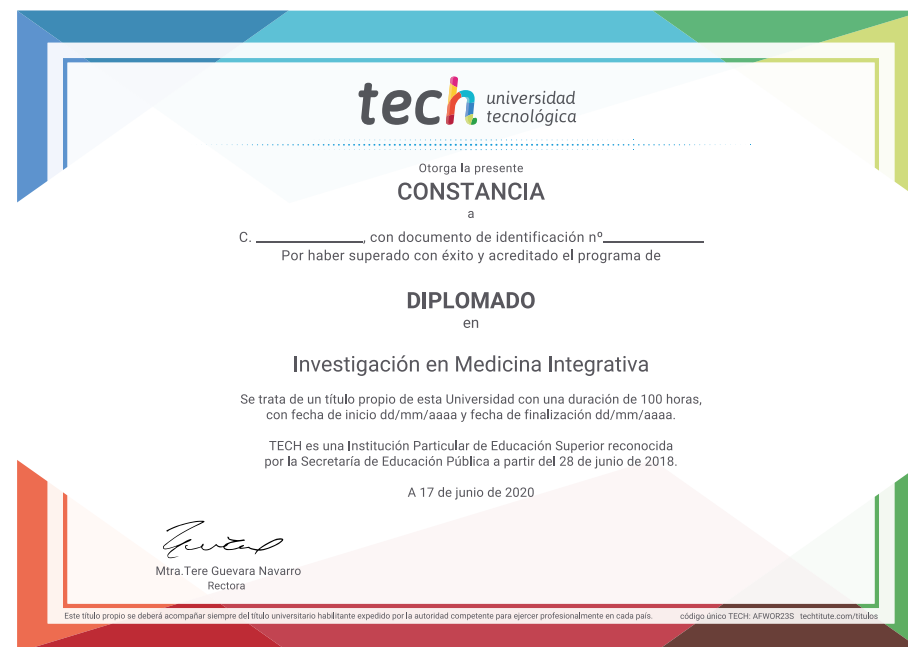 tech universidad
tecnológica
Otorga la presente
CONSTANCIA
a
C. ____________, con documento de identificación nº____________
Por haber superado con éxito y acreditado el programa de
DIPLOMADO
en
Investigación en Medicina Integrativa
Se trata de un título propio de esta Universidad con una duración de 100 horas,
con fecha de inicio dd/mm/aaaa y fecha de finalización dd/mm/aaaa.
TECH es una Institución Particular de Educación Superior reconocida
por la Secretaría de Educación Pública a partir del 28 de junio de 2018.
A 17 de junio de 2020
Mtra.Tere Guevara Navarro
Rectora
Este título propio se deberá acompañar siempre del título universitario habilitante expedido por la autoridad competente para ejercer profesionalmente en cada país. código único TECH: AFWOR23S techtitute.com/titulos